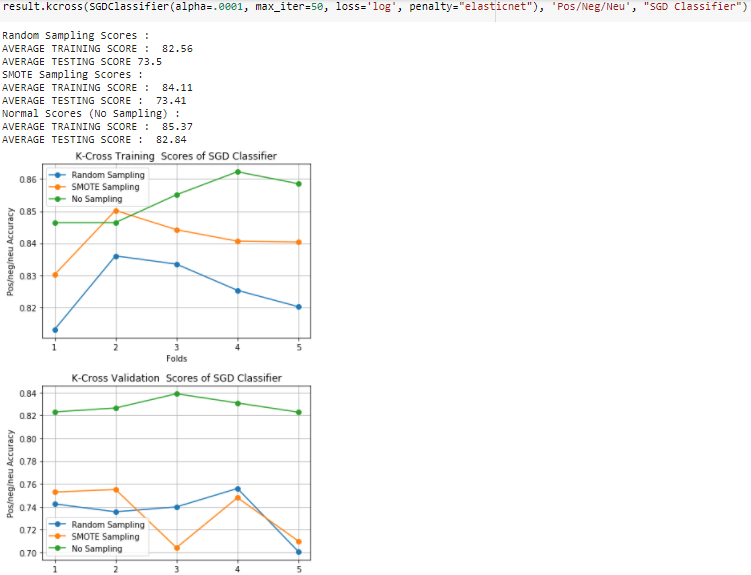 result.kcross(SGDClassifier(alpha=.0001, max_iter=50, loss='log', penalty="elasticnet"), 'Pos/Neg/Neu', "SGD Classifier")
Random Sampling Scores :
AVERAGE TRAINING SCORE :  82.56
AVERAGE TESTING SCORE 73.5
SMOTE Sampling Scores :
AVERAGE TRAINING SCORE :  84.11
AVERAGE TESTING SCORE :  73.41
Normal Scores (No Sampling) :
AVERAGE TRAINING SCORE :  85.37
AVERAGE TESTING SCORE :  82.84
K-Cross Training  Scores of SGD Classifier
Random Sampling
SMOTE Sampling
No Sampling
0.86
0.85
0.84
0.83
0.82
Pos/neg/neu Accuracy
1 2 3 4 5
Folds
K-Cross Validation  Scores of SGD Classifier
0.84
0.82
0.80
0.78
0.76
0.74
0.72
0.70
Pos/neg/neu Accuracy
Random Sampling
SMOTE Sampling
No Sampling
1 2 3 4 5